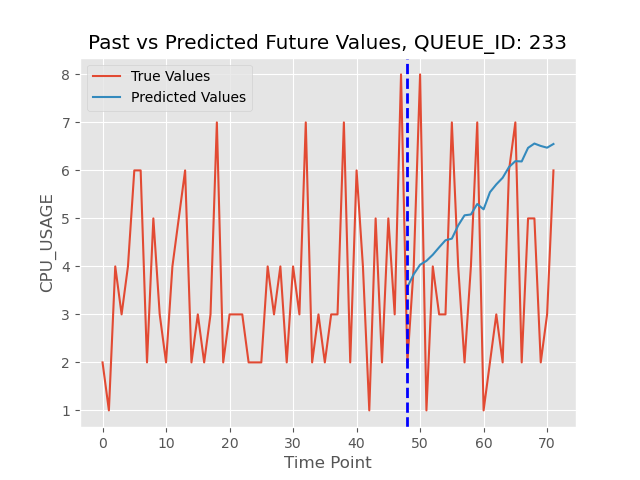 Past vs Predicted Future Values, QUEUE_ID: 233
True Values
Predicted Values
CPU_USAGE
8
7
6
5
4
3
2
1
0 10 20 30 40 50 60 70
Time Point